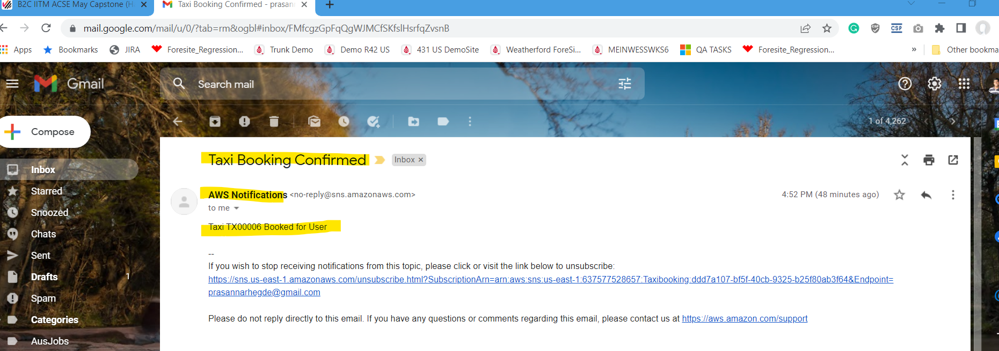 B2C IITM ACSE May Capstone (H
Taxi Booking Confirmed - prasan
mail.google.com/mail/u/0/?tab=rm&ogbl#inbox/FMfcgzGpFqQgWJMCfSKfslHsrfqZvsnB
CSP
CSP
Apps
Bookmarks
JIRA
Foresite_Regression...
Trunk Demo
Demo R42 US
431 US DemoSite
Weatherford ForeSi...
MEINWESSWKS6
QA TASKS
Foresite_Regression...
»
Other bookma
Gmail
Search mail
Compose
1 of 4,262
Inbox
Starred
Snoozed
Chats
Sent
Drafts 1
Spam
Categories
AusJobs
Taxi Booking Confirmed
Inbox ×
AWS Notifications <no-reply@sns.amazonaws.com>
4:52 PM (48 minutes ago)
to me
Taxi TX00006 Booked for User
--
If you wish to stop receiving notifications from this topic, please click or visit the link below to unsubscribe:
https://sns.us-east-1.amazonaws.com/unsubscribe.html?SubscriptionArn=arn:aws:sns:us-east-1:637577528657:Taxibooking:ddd7a107-bf5f-40cb-9325-b25f80ab3f64&Endpoint=
prasannarhegde@gmail.com
Please do not reply directly to this email. If you have any questions or comments regarding this email, please contact us at https://aws.amazon.com/support